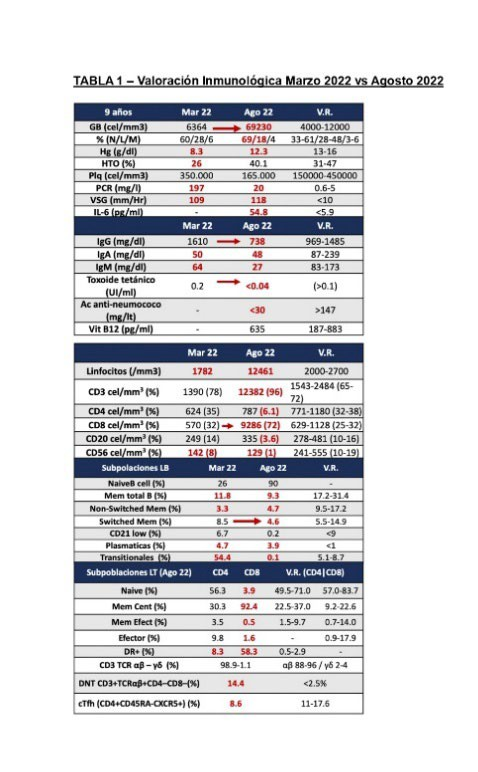 TABLA 1 – Valoración Inmunológica Marzo 2022 vs Agosto 2022
9 años Mar 22 Ago 22 V.R.
GB (cel/mm3) 6364 69230 4000-12000
% (N/L/M) 60/28/6 69/18/4 33-61/28-48/3-6
Hg (g/dl) 8.3 12.3 13-16
HTO (%) 26 40.1 31-47
Plq (cel/mm3) 350.000 165.000 150000-450000
PCR (mg/l) 197 20 0.6-5
VSG (mm/Hr) 109 118 <10
IL-6 (pg/ml) - 54.8 <5.9
Mar 22 Ago 22 V.R.
IgG (mg/dl) 1610 738 969-1485
IgA (mg/dl) 50 48 87-239
IgM (mg/dl) 64 27 83-173
Toxoide tetánico
(UI/ml) 0.2 <0.04 (>0.1)
Ac anti-neumococo
(mg/lt) - <30 >147
Vit B12 (pg/ml) - 635 187-883
Mar 22 Ago 22 V.R.
Linfocitos (/mm3) 1782 12461 2000-2700
CD3 cel/mm³ (%) 1390 (78) 12382 (96) 1543-2484 (65-
72)
CD4 cel/mm³ (%) 624 (35) 787 (6.1) 771-1180 (32-38)
CD8 cel/mm³ (%) 570 (32) 9286 (72) 629-1128 (25-32)
CD20 cel/mm³ (%) 249 (14) 335 (3.6) 278-481 (10-16)
CD56 cel/mm³ (%) 142 (8) 129 (1) 241-555 (10-19)
Subpolaciones LB Mar 22 Ago 22 V.R.
NaiveB cell (%) 26 90 -
Mem total B (%) 11.8 9.3 17.2-31.4
Non-Switched Mem (%) 3.3 4.7 9.5-17.2
Switched Mem (%) 8.5 4.6 5.5-14.9
CD21 low (%) 6.7 0.2 <9
Plasmaticas (%) 4.7 3.9 <1
Transitionales (%) 54.4 0.1 5.1-8.7
Subpoblaciones LT (Ago 22) CD4 CD8 V.R. (CD4|CD8)
Naive (%) 56.3 3.9 49.5-71.0 57.0-83.7
Mem Cent (%) 30.3 92.4 22.5-37.0 9.2-22.6
Mem Efect (%) 3.5 0.5 1.5-9.7 0.7-14.0
Efector (%) 9.8 1.6 - 0.9-17.9
DR+ (%) 8.3 58.3 0.5-2.9 -
CD3 TCR αβ – γδ (%) 98.9-1.1 αβ 88-96 / γδ 2-4
DNT CD3+TCRαβ+CD4-CD8-(%) 14.4 <2.5%
cTfh (CD4+CD45RA-CXCR5+) (%) 8.6 11-17.6